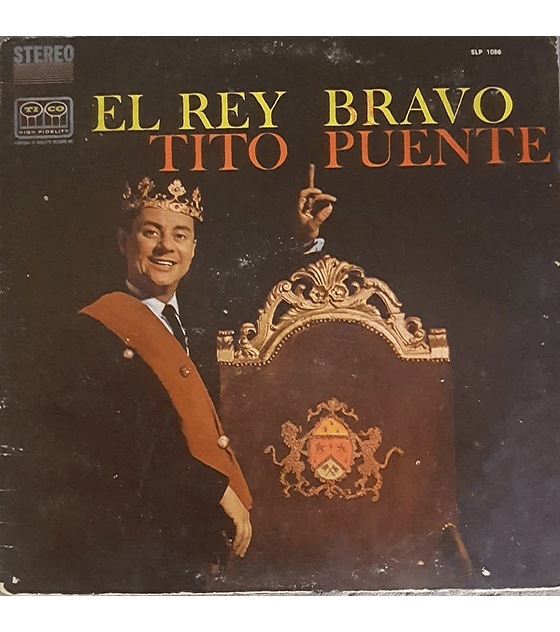 STEREO
SLP 1086
TICO
HIGH FIDELITY
EL REY BRAVO
TITO PUENTE